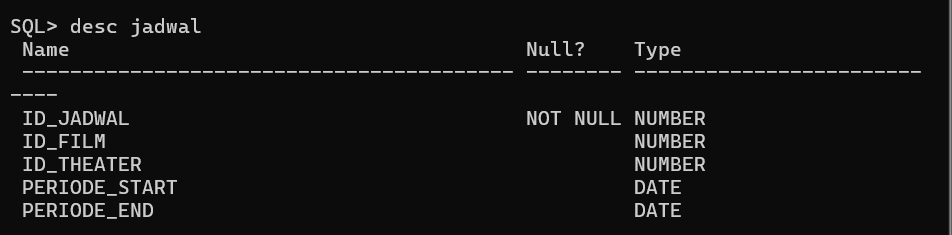 SQL> desc jadwal
 Name                                      Null?    Type
 ----------------------------------------- -------- ------------------------
----
 ID_JADWAL                                 NOT NULL NUMBER
 ID_FILM                                            NUMBER
 ID_THEATER                                         NUMBER
 PERIODE_START                                      DATE
 PERIODE_END                                        DATE